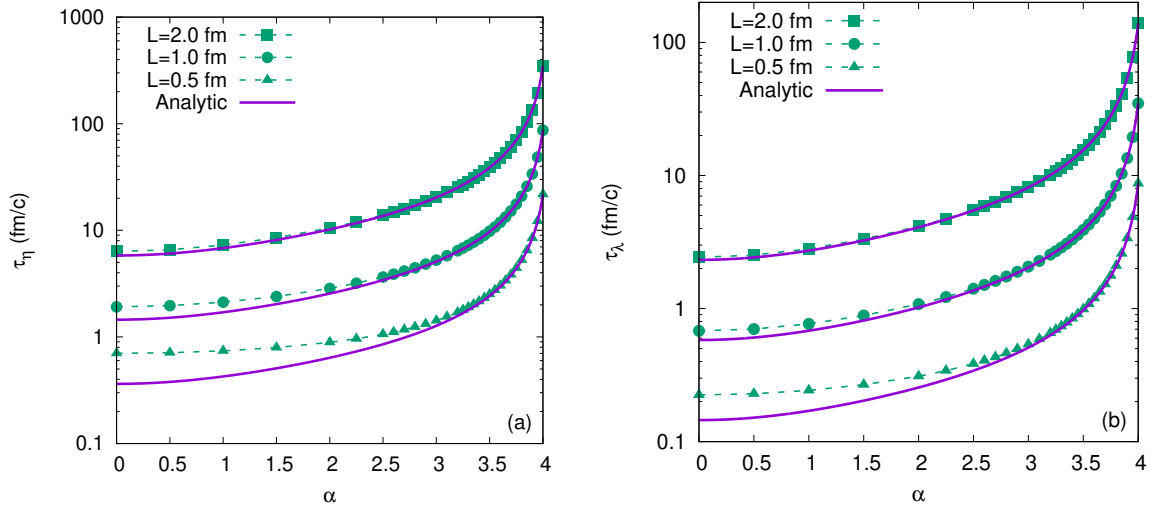 1000
100
10
1
0.1
τη (fm/c)
L=2.0 fm
L=1.0 fm
L=0.5 fm
Analytic
(a)
0 0.5 1 1.5 2 2.5 3 3.5 4
α
100
10
1
0.1
τλ (fm/c)
L=2.0 fm
L=1.0 fm
L=0.5 fm
Analytic
(b)
0 0.5 1 1.5 2 2.5 3 3.5 4
α